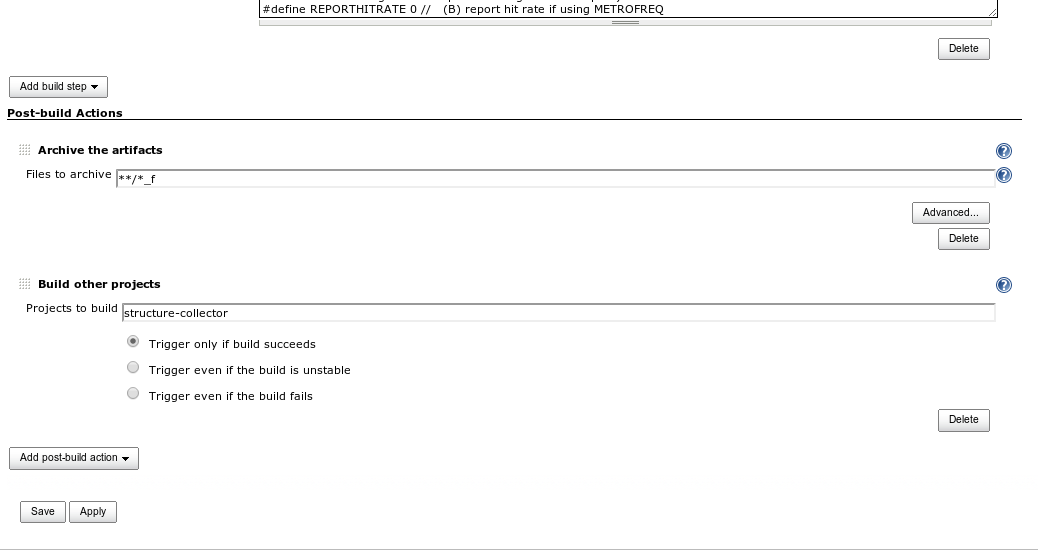 #define REPORTHITRATE 0 //   (B) report hit rate if using METROFREQ
Delete
Add build step
Post-build Actions
Archive the artifacts
Files to archive **/*_f
Advanced...
Delete
Build other projects
Projects to build structure-collector
Trigger only if build succeeds
Trigger even if the build is unstable
Trigger even if the build fails
Delete
Add post-build action
Save Apply